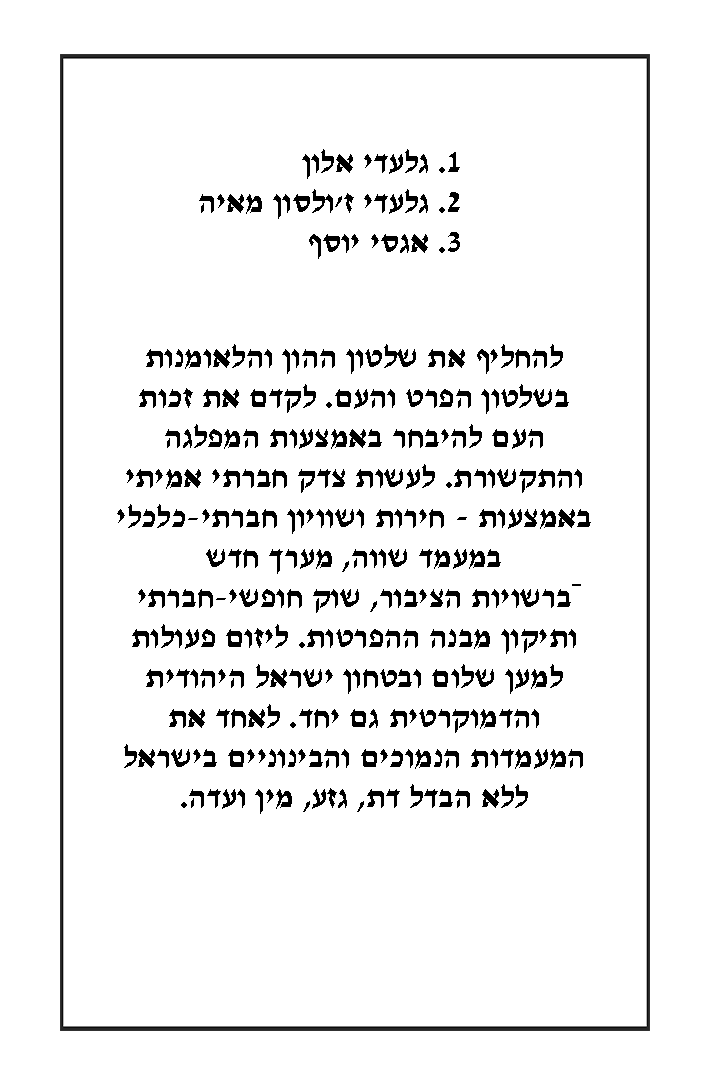 1. גלעדי אלון
2. גלעדי ז׳ולסון מאיה
3. אגסי יוסף
להחליף את שלטון ההון והלאומנות
בשלטון הפרט והעם. לקדם את זכות
העם להיבחר באמצעות המפלגה
והתקשורת. לעשות צדק חברתי אמיתי
באמצעות - חירות ושוויון חברתי-כלכלי
במעמד שווה, מערך חדש
־ברשויות הציבור, שוק חופשי-חברתי
ותיקון מבנה ההפרטות. ליזום פעולות
למען שלום ובטחון ישראל היהודית
והדמוקרטית גם יחד. לאחד את
המעמדות הנמוכים והבינוניים בישראל
ללא הבדל דת, גזע, מין ועדה.